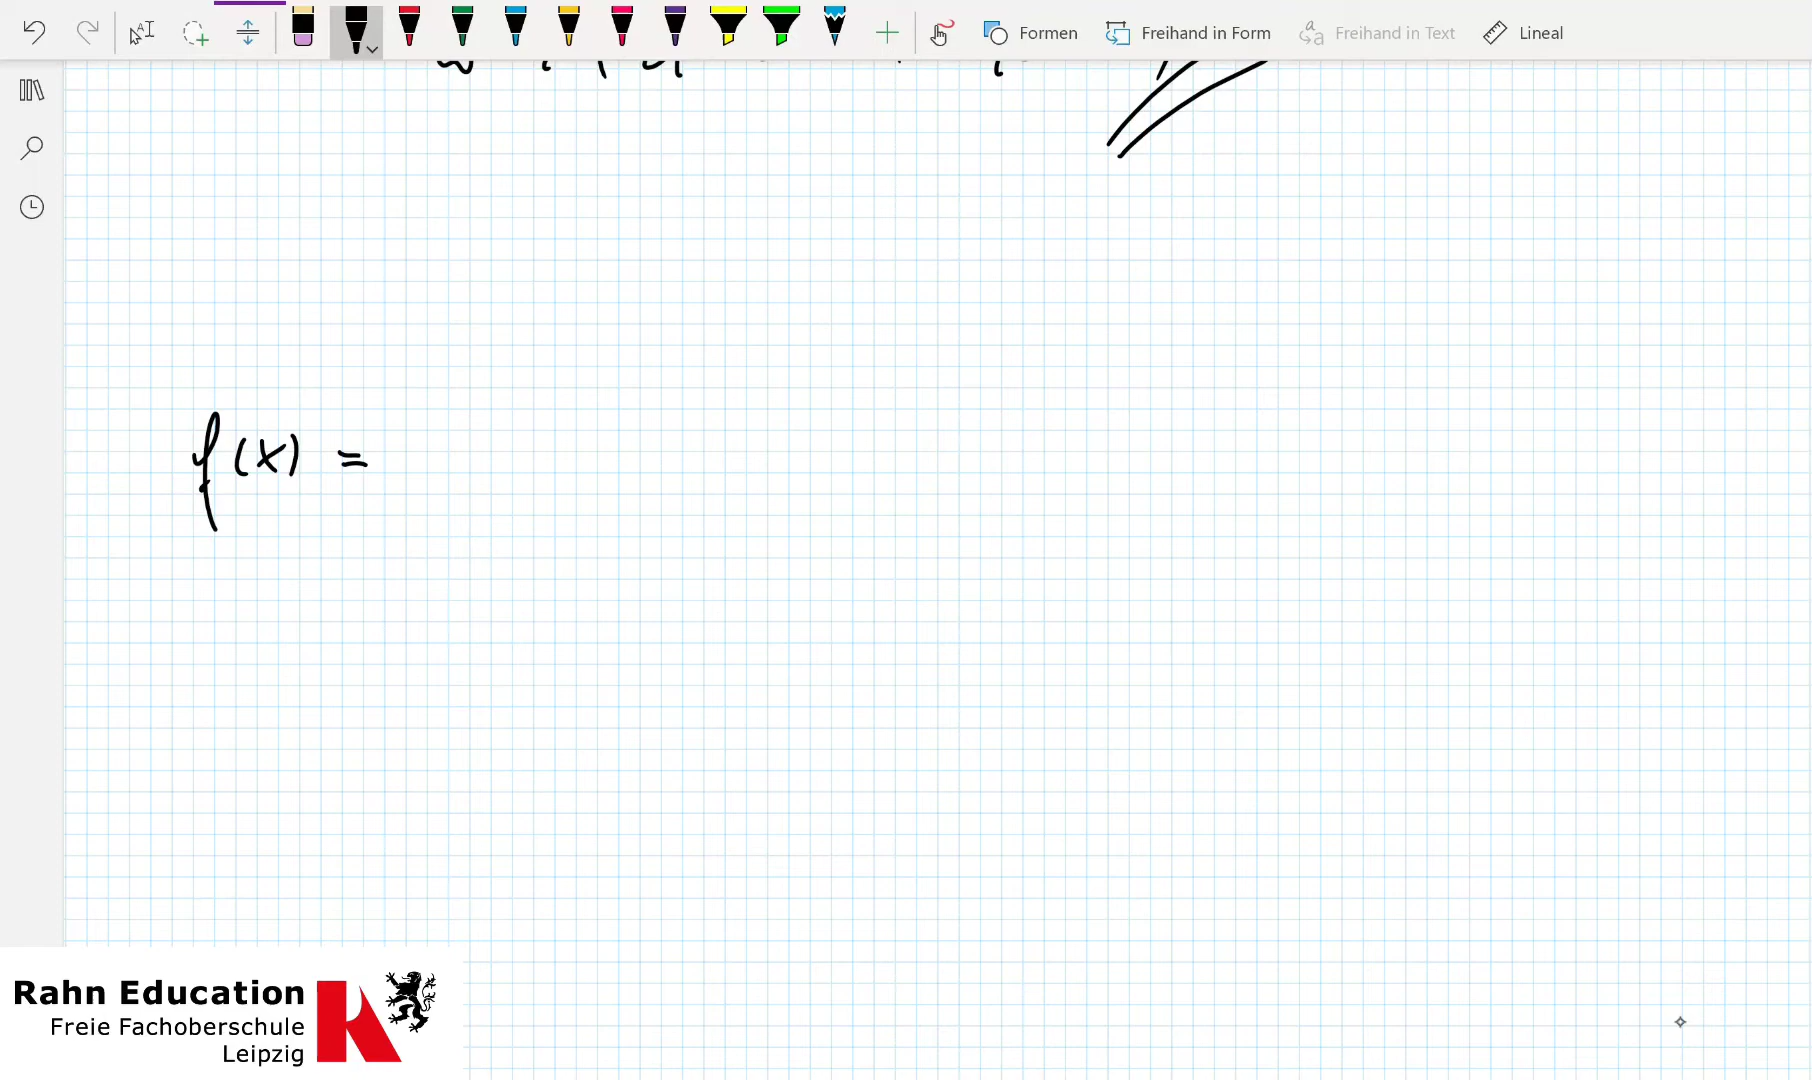 Formen Freihand in Form Freihand in Text Lineal
f(x) =
Rahn Education
Freie Fachoberschule
Leipzig